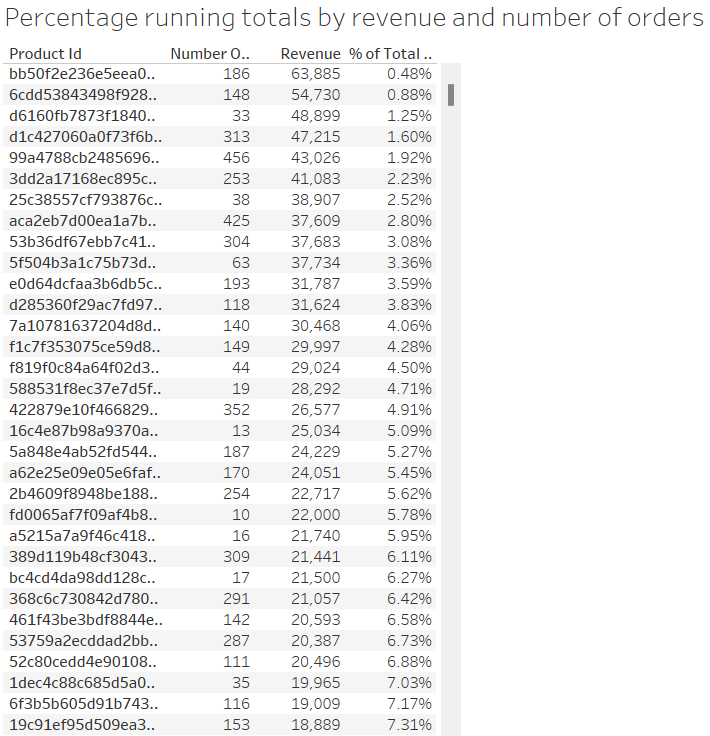 Percentage running totals by revenue and number of orders
Product Id Number O.. Revenue % of Total ..
bb50f2e236e5eea0.. 186 63,885 0.48%
6cdd53843498f928.. 148 54,730 0.88%
d6160fb7873f1840.. 33 48,899 1.25%
d1c427060a0f73f6b.. 313 47,215 1.60%
99a4788cb2485696.. 456 43,026 1.92%
3dd2a17168ec895c.. 253 41,083 2.23%
25c38557cf793876c.. 38 38,907 2.52%
aca2eb7d00ea1a7b.. 425 37,609 2.80%
53b36df67ebb7c41.. 304 37,683 3.08%
5f504b3a1c75b73d.. 63 37,734 3.36%
e0d64dcfaa3b6db5c.. 193 31,787 3.59%
d285360f29ac7fd97.. 118 31,624 3.83%
7a10781637204d8d.. 140 30,468 4.06%
f1c7f353075ce59d8.. 149 29,997 4.28%
f819f0c84a64f02d3.. 44 29,024 4.50%
588531f8ec37e7d5f.. 19 28,292 4.71%
422879e10f466829.. 352 26,577 4.91%
16c4e87b98a9370a.. 13 25,034 5.09%
5a848e4ab52fd544.. 187 24,229 5.27%
a62e25e09e05e6faf.. 170 24,051 5.45%
2b4609f8948be188.. 254 22,717 5.62%
fd0065af7f09af4b8.. 10 22,000 5.78%
a5215a7a9f46c418.. 16 21,740 5.95%
389d119b48cf3043.. 309 21,441 6.11%
bc4cd4da98dd128c.. 17 21,500 6.27%
368c6c730842d780.. 291 21,057 6.42%
461f43be3bdf8844e.. 142 20,593 6.58%
53759a2ecddad2bb.. 287 20,387 6.73%
52c80cedd4e90108.. 111 20,496 6.88%
1dec4c88c685d5a0.. 35 19,965 7.03%
6f3b5b605d91b743.. 116 19,009 7.17%
19c91ef95d509ea3.. 153 18,889 7.31%